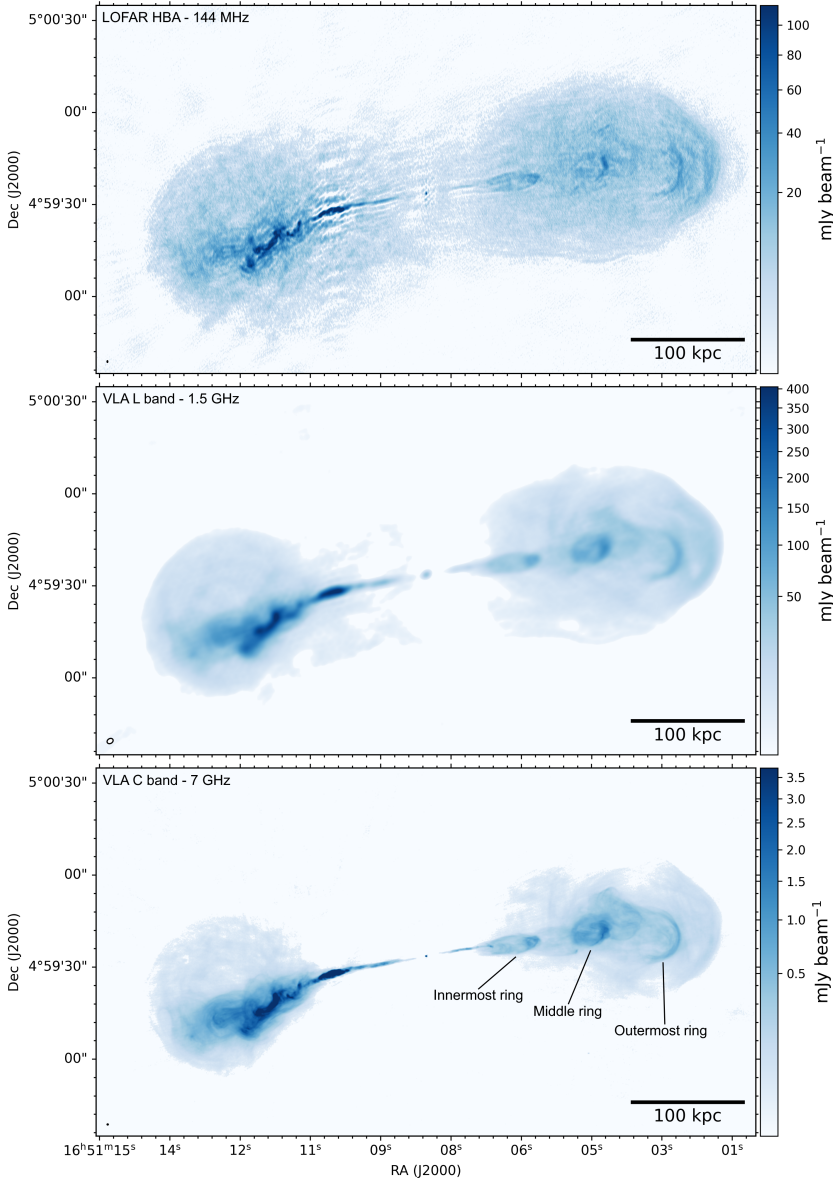 LOFAR HBA - 144 MHz
5°00'30"
00"
4°59'30"
00"
Dec (J2000)
100 kpc
100
80
60
40
20
mJy beam⁻¹
VLA L band - 1.5 GHz
5°00'30"
00"
4°59'30"
00"
Dec (J2000)
100 kpc
400
350
300
250
200
150
100
50
mJy beam⁻¹
VLA C band - 7 GHz
5°00'30"
00"
4°59'30"
00"
Dec (J2000)
Innermost ring
Middle ring
Outermost ring
100 kpc
3.5
3.0
2.5
2.0
1.5
1.0
0.5
mJy beam⁻¹
16ʰ51ᵐ15ˢ 14ˢ 12ˢ 11ˢ 09ˢ 08ˢ 06ˢ 05ˢ 03ˢ 01ˢ
RA (J2000)